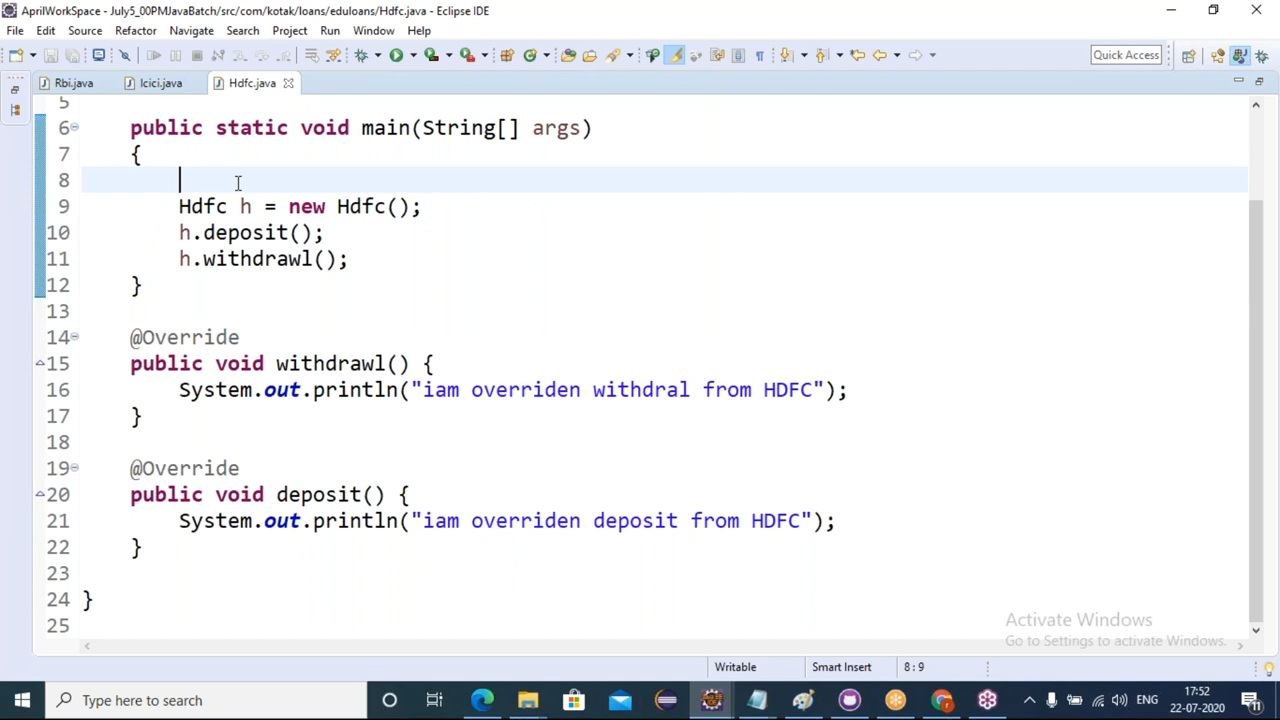 AprilWorkSpace - July5_00PMJavaBatch/src/com/kotak/loans/eduloans/Hdfc.java - Eclipse IDE
File Edit Source Refactor Navigate Search Project Run Window Help
Quick Access
Rbi.java Icici.java Hdfc.java
5
6 public static void main(String[] args)
7 {
8
9 Hdfc h = new Hdfc();
10 h.deposit();
11 h.withdrawl();
12 }
13
14 @Override
15 public void withdrawl() {
16 System.out.println("iam overriden withdral from HDFC");
17 }
18
19 @Override
20 public void deposit() {
21 System.out.println("iam overriden deposit from HDFC");
22 }
23
24 }
25
Activate Windows
Go to Settings to activate Windows.
Writable Smart Insert 8 : 9
Type here to search
ENG
17:52
22-07-2020
11